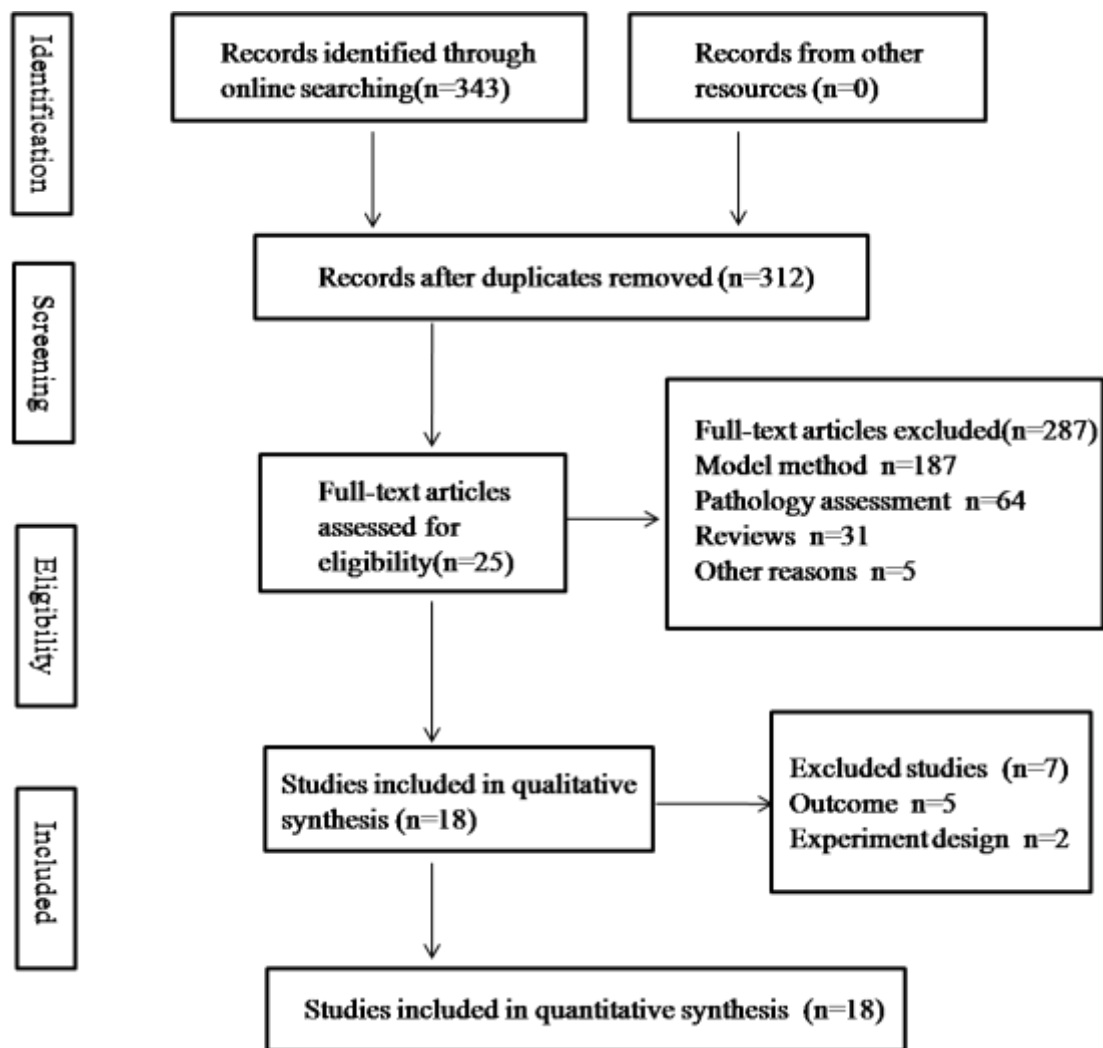 Identification
Records identified through
online searching(n=343)
Records from other
resources (n=0)
Screening
Records after duplicates removed (n=312)
Full-text articles
assessed for
eligibility(n=25)
Full-text articles excluded(n=287)
Model method n=187
Pathology assessment n=64
Reviews n=31
Other reasons n=5
Eligibility
Studies included in qualitative
synthesis (n=18)
Excluded studies (n=7)
Outcome n=5
Experiment design n=2
Included
Studies included in quantitative synthesis (n=18)